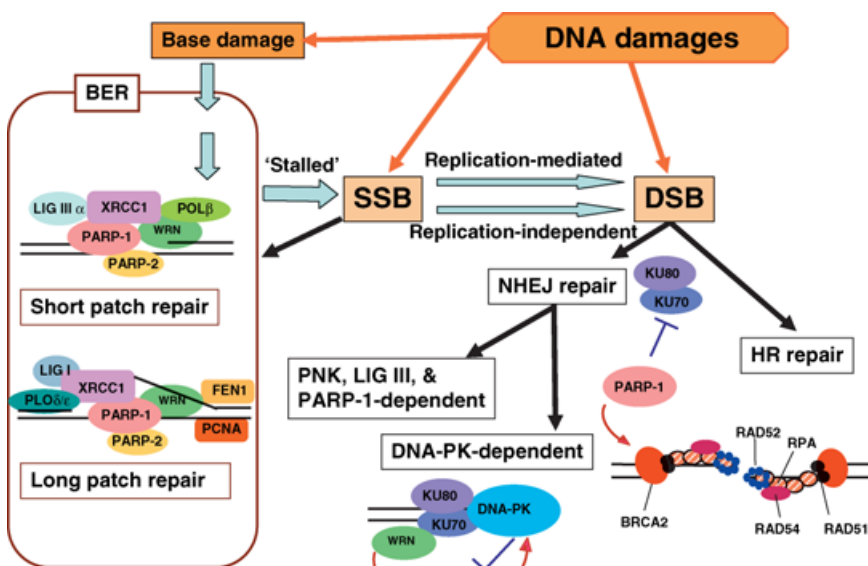 Base damage
DNA damages
BER
'Stalled'
Replication-mediated
SSB
DSB
Replication-independent
LIG III α
XRCC1
POLβ
PARP-1
WRN
PARP-2
Short patch repair
NHEJ repair
KU80
KU70
HR repair
LIG I
XRCC1
PLOδ/ε
PARP-1
WRN
FEN1
PARP-2
PCNA
Long patch repair
PNK, LIG III, &
PARP-1-dependent
PARP-1
DNA-PK-dependent
RAD52
RPA
BRCA2
RAD54
RAD51
KU80
KU70
DNA-PK
WRN